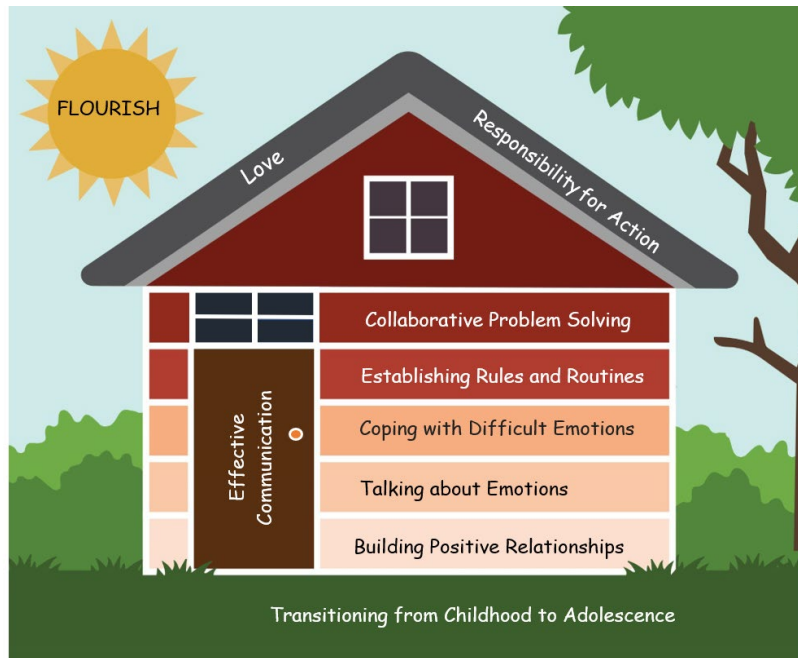 FLOURISH
Love
Responsibility for Action
Collaborative Problem Solving
Establishing Rules and Routines
Coping with Difficult Emotions
Talking about Emotions
Building Positive Relationships
Effective
Communication
Transitioning from Childhood to Adolescence